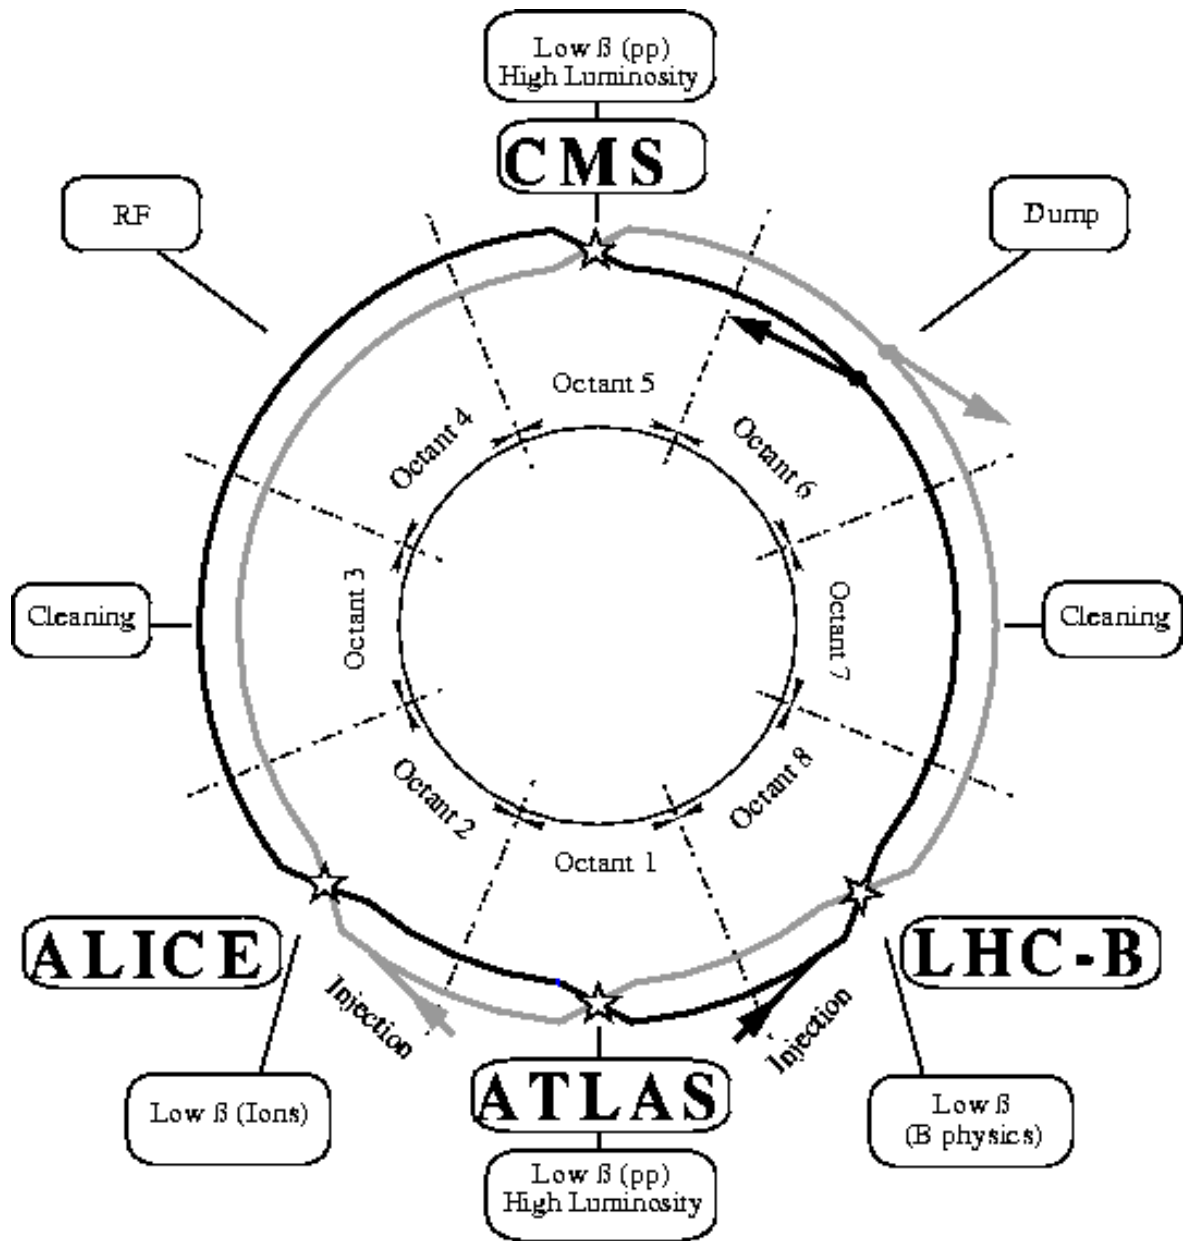 Low ß (pp)
High Luminosity
CMS
RF
Dump
Octant 5
Octant 4
Octant 6
Cleaning
Octant 3
Octant 7
Cleaning
Octant 2
Octant 8
Octant 1
ALICE
LHC-B
Injection
Injection
ATLAS
Low ß (Ions)
Low ß
(B physics)
Low ß (pp)
High Luminosity